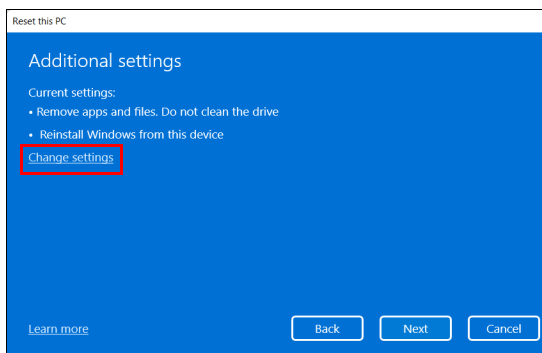 Reset this PC
Additional settings
Current settings:
• Remove apps and files. Do not clean the drive
• Reinstall Windows from this device
Change settings
Learn more
Back
Next
Cancel